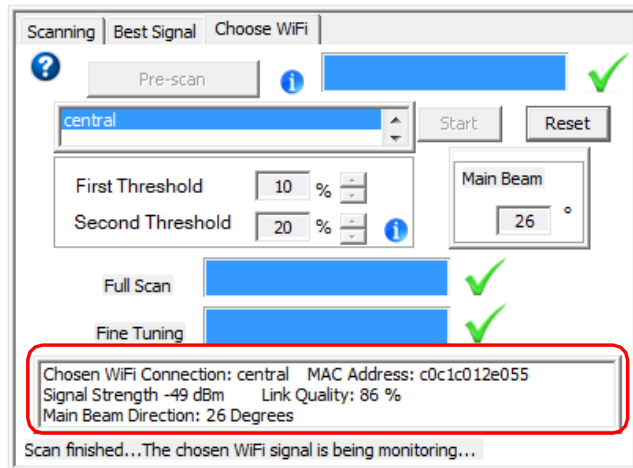 Scanning Best Signal Choose WiFi
? Pre-scan i
central Start Reset
First Threshold 10 % Main Beam
Second Threshold 20 % i 26 °
Full Scan
Fine Tuning
Chosen WiFi Connection: central MAC Address: c0c1c012e055
Signal Strength -49 dBm Link Quality: 86 %
Main Beam Direction: 26 Degrees
Scan finished...The chosen WiFi signal is being monitoring...